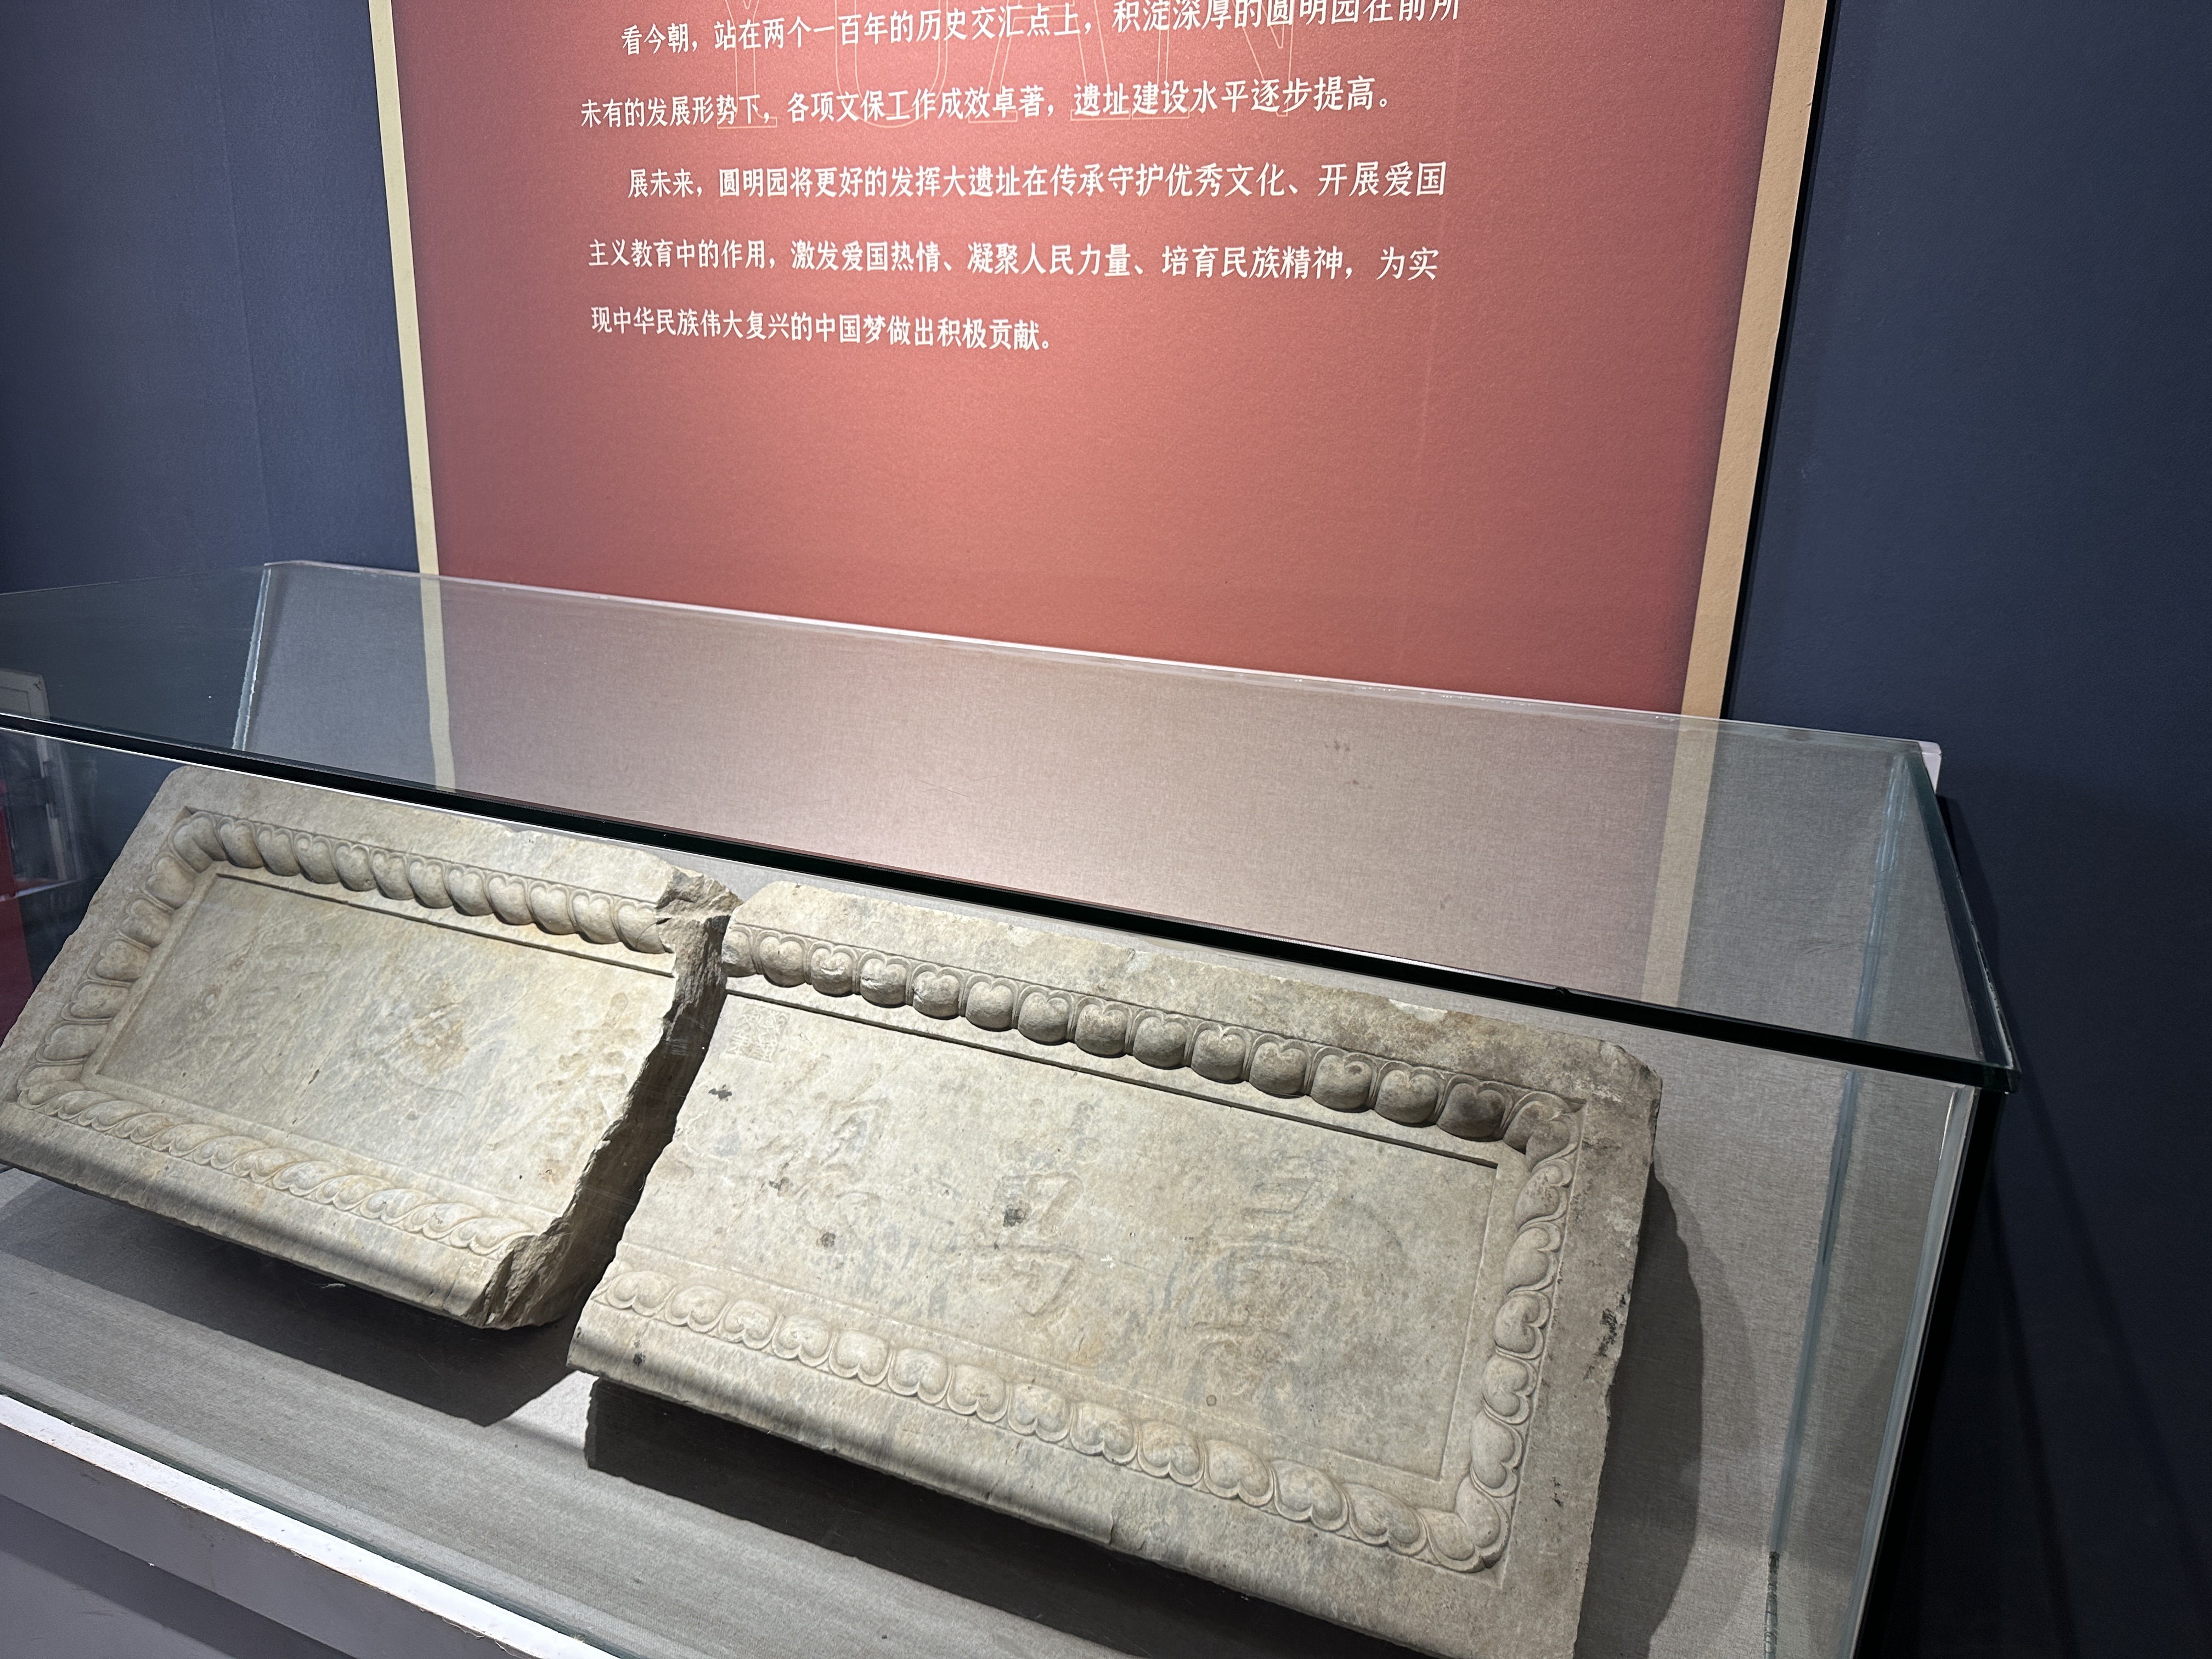 看今朝，站在两个一百年的历史交汇点上，积淀深厚的圆明园在前所
未有的发展形势下，各项文保工作成效卓著，遗址建设水平逐步提高。
展未来，圆明园将更好的发挥大遗址在传承守护优秀文化、开展爱国
主义教育中的作用，激发爱国热情、凝聚人民力量、培育民族精神，为实
现中华民族伟大复兴的中国梦做出积极贡献。
YUAN